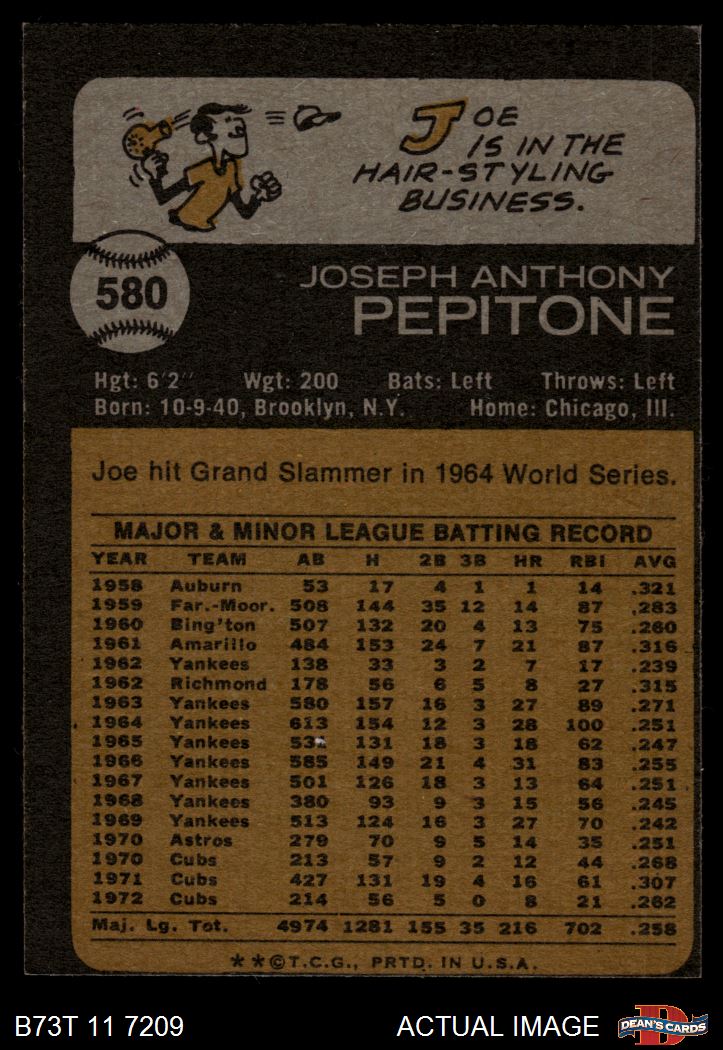 JOE
IS IN THE
HAIR-STYLING
BUSINESS.
580
JOSEPH ANTHONY
PEPITONE
Hgt: 6'2" Wgt: 200 Bats: Left Throws: Left
Born: 10-9-40, Brooklyn, N.Y. Home: Chicago, Ill.
Joe hit Grand Slammer in 1964 World Series.
MAJOR & MINOR LEAGUE BATTING RECORD
YEAR TEAM AB H 2B 3B HR RBI AVG
1958 Auburn 53 17 4 1 1 14 .321
1959 Far.-Moor. 508 144 35 12 14 87 .283
1960 Bing'ton 507 132 20 4 13 75 .260
1961 Amarillo 484 153 24 7 21 87 .316
1962 Yankees 138 33 3 2 7 17 .239
1962 Richmond 178 56 6 5 8 27 .315
1963 Yankees 580 157 16 3 27 89 .271
1964 Yankees 613 154 12 3 28 100 .251
1965 Yankees 131 18 3 18 62 .247
1966 Yankees 585 149 21 4 31 83 .255
1967 Yankees 501 126 18 3 13 64 .251
1968 Yankees 380 93 9 3 15 56 .245
1969 Yankees 513 124 16 3 27 70 .242
1970 Astros 279 70 9 5 14 35 .251
1970 Cubs 213 57 9 2 12 44 .268
1971 Cubs 427 131 19 4 16 61 .307
1972 Cubs 214 56 5 0 8 21 .262
Maj. Lg. Tot. 4974 1281 155 35 216 702 .258
**©T.C.G., PRTD. IN U.S.A.
B73T 11 7209 ACTUAL IMAGE DEAN'S CARDS